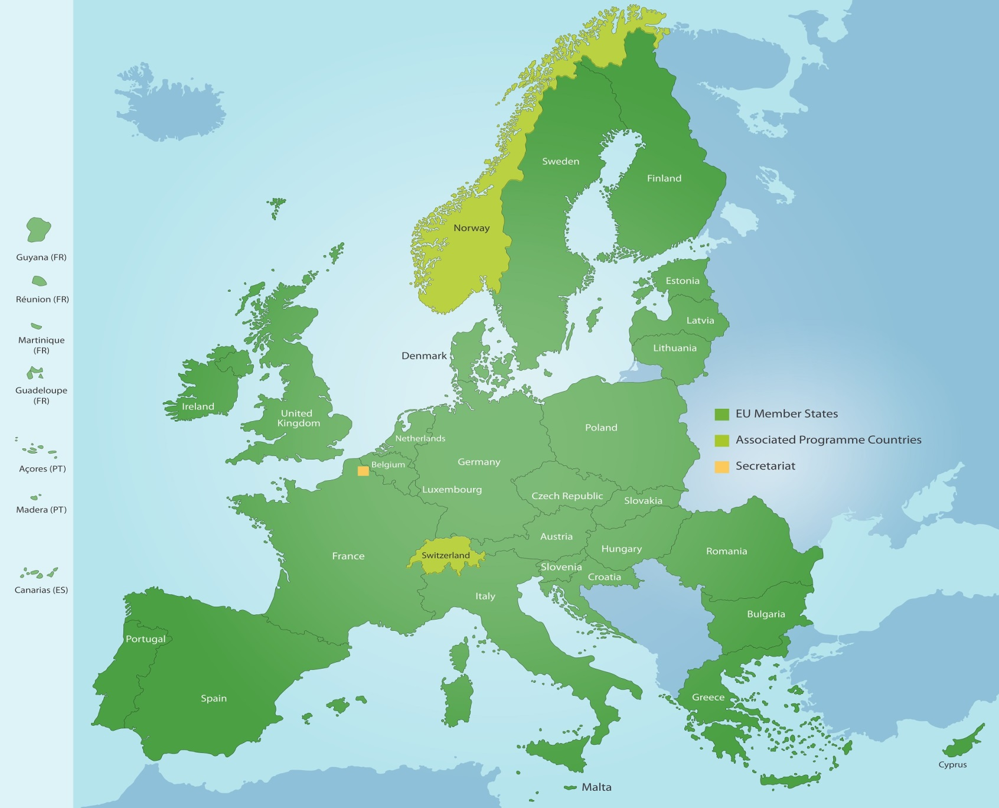 Guyana (FR)
Réunion (FR)
Martinique
(FR)
Guadeloupe
(FR)
Açores (PT)
Madera (PT)
Canarias (ES)
Sweden
Finland
Norway
Estonia
Latvia
Lithuania
Denmark
Ireland
United
Kingdom
Netherlands
Belgium
Germany
Poland
Luxembourg
Czech Republic
Slovakia
Austria
Hungary
France
Switzerland
Slovenia
Croatia
Romania
Italy
Bulgaria
Portugal
Spain
Greece
Cyprus
Malta
EU Member States
Associated Programme Countries
Secretariat